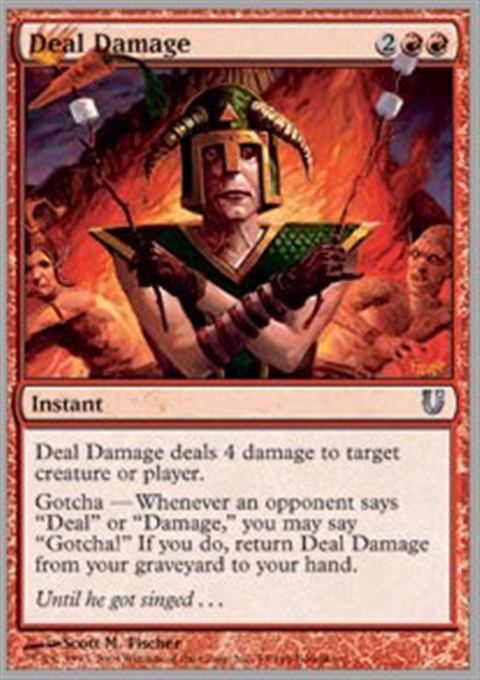 Deal Damage 2
Instant
Deal Damage deals 4 damage to target
creature or player.
Gotcha — Whenever an opponent says
“Deal” or “Damage,” you may say
“Gotcha!” If you do, return Deal Damage
from your graveyard to your hand.
Until he got singed . . .
Scott M. Fischer